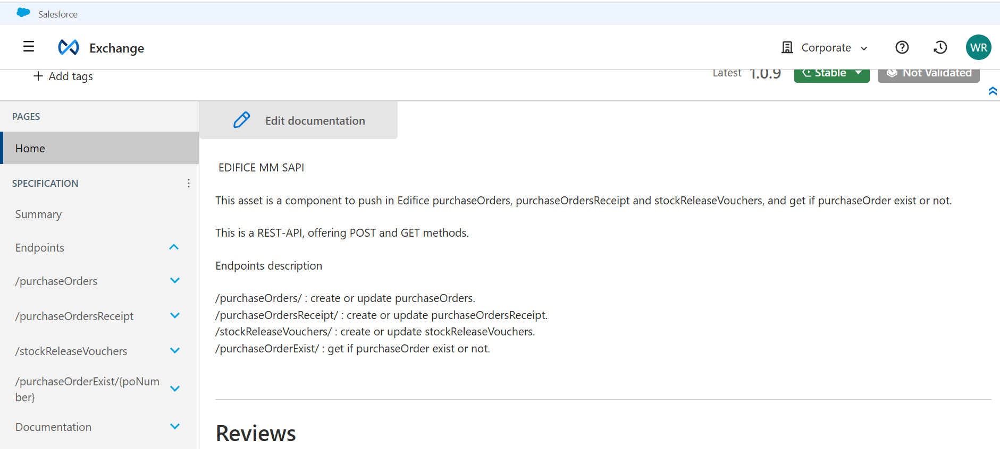 Salesforce
Exchange
Corporate
WR
Add tags
Latest 1.0.9
Stable
Not Validated
PAGES
Home
SPECIFICATION
Summary
Endpoints
/purchaseOrders
/purchaseOrdersReceipt
/stockReleaseVouchers
/purchaseOrderExist/{poNum
ber}
Documentation
Edit documentation
EDIFICE MM SAPI
This asset is a component to push in Edifice purchaseOrders, purchaseOrdersReceipt and stockReleaseVouchers, and get if purchaseOrder exist or not.
This is a REST-API, offering POST and GET methods.
Endpoints description
/purchaseOrders/ : create or update purchaseOrders.
/purchaseOrdersReceipt/ : create or update purchaseOrdersReceipt.
/stockReleaseVouchers/ : create or update stockReleaseVouchers.
/purchaseOrderExist/ : get if purchaseOrder exist or not.
Reviews